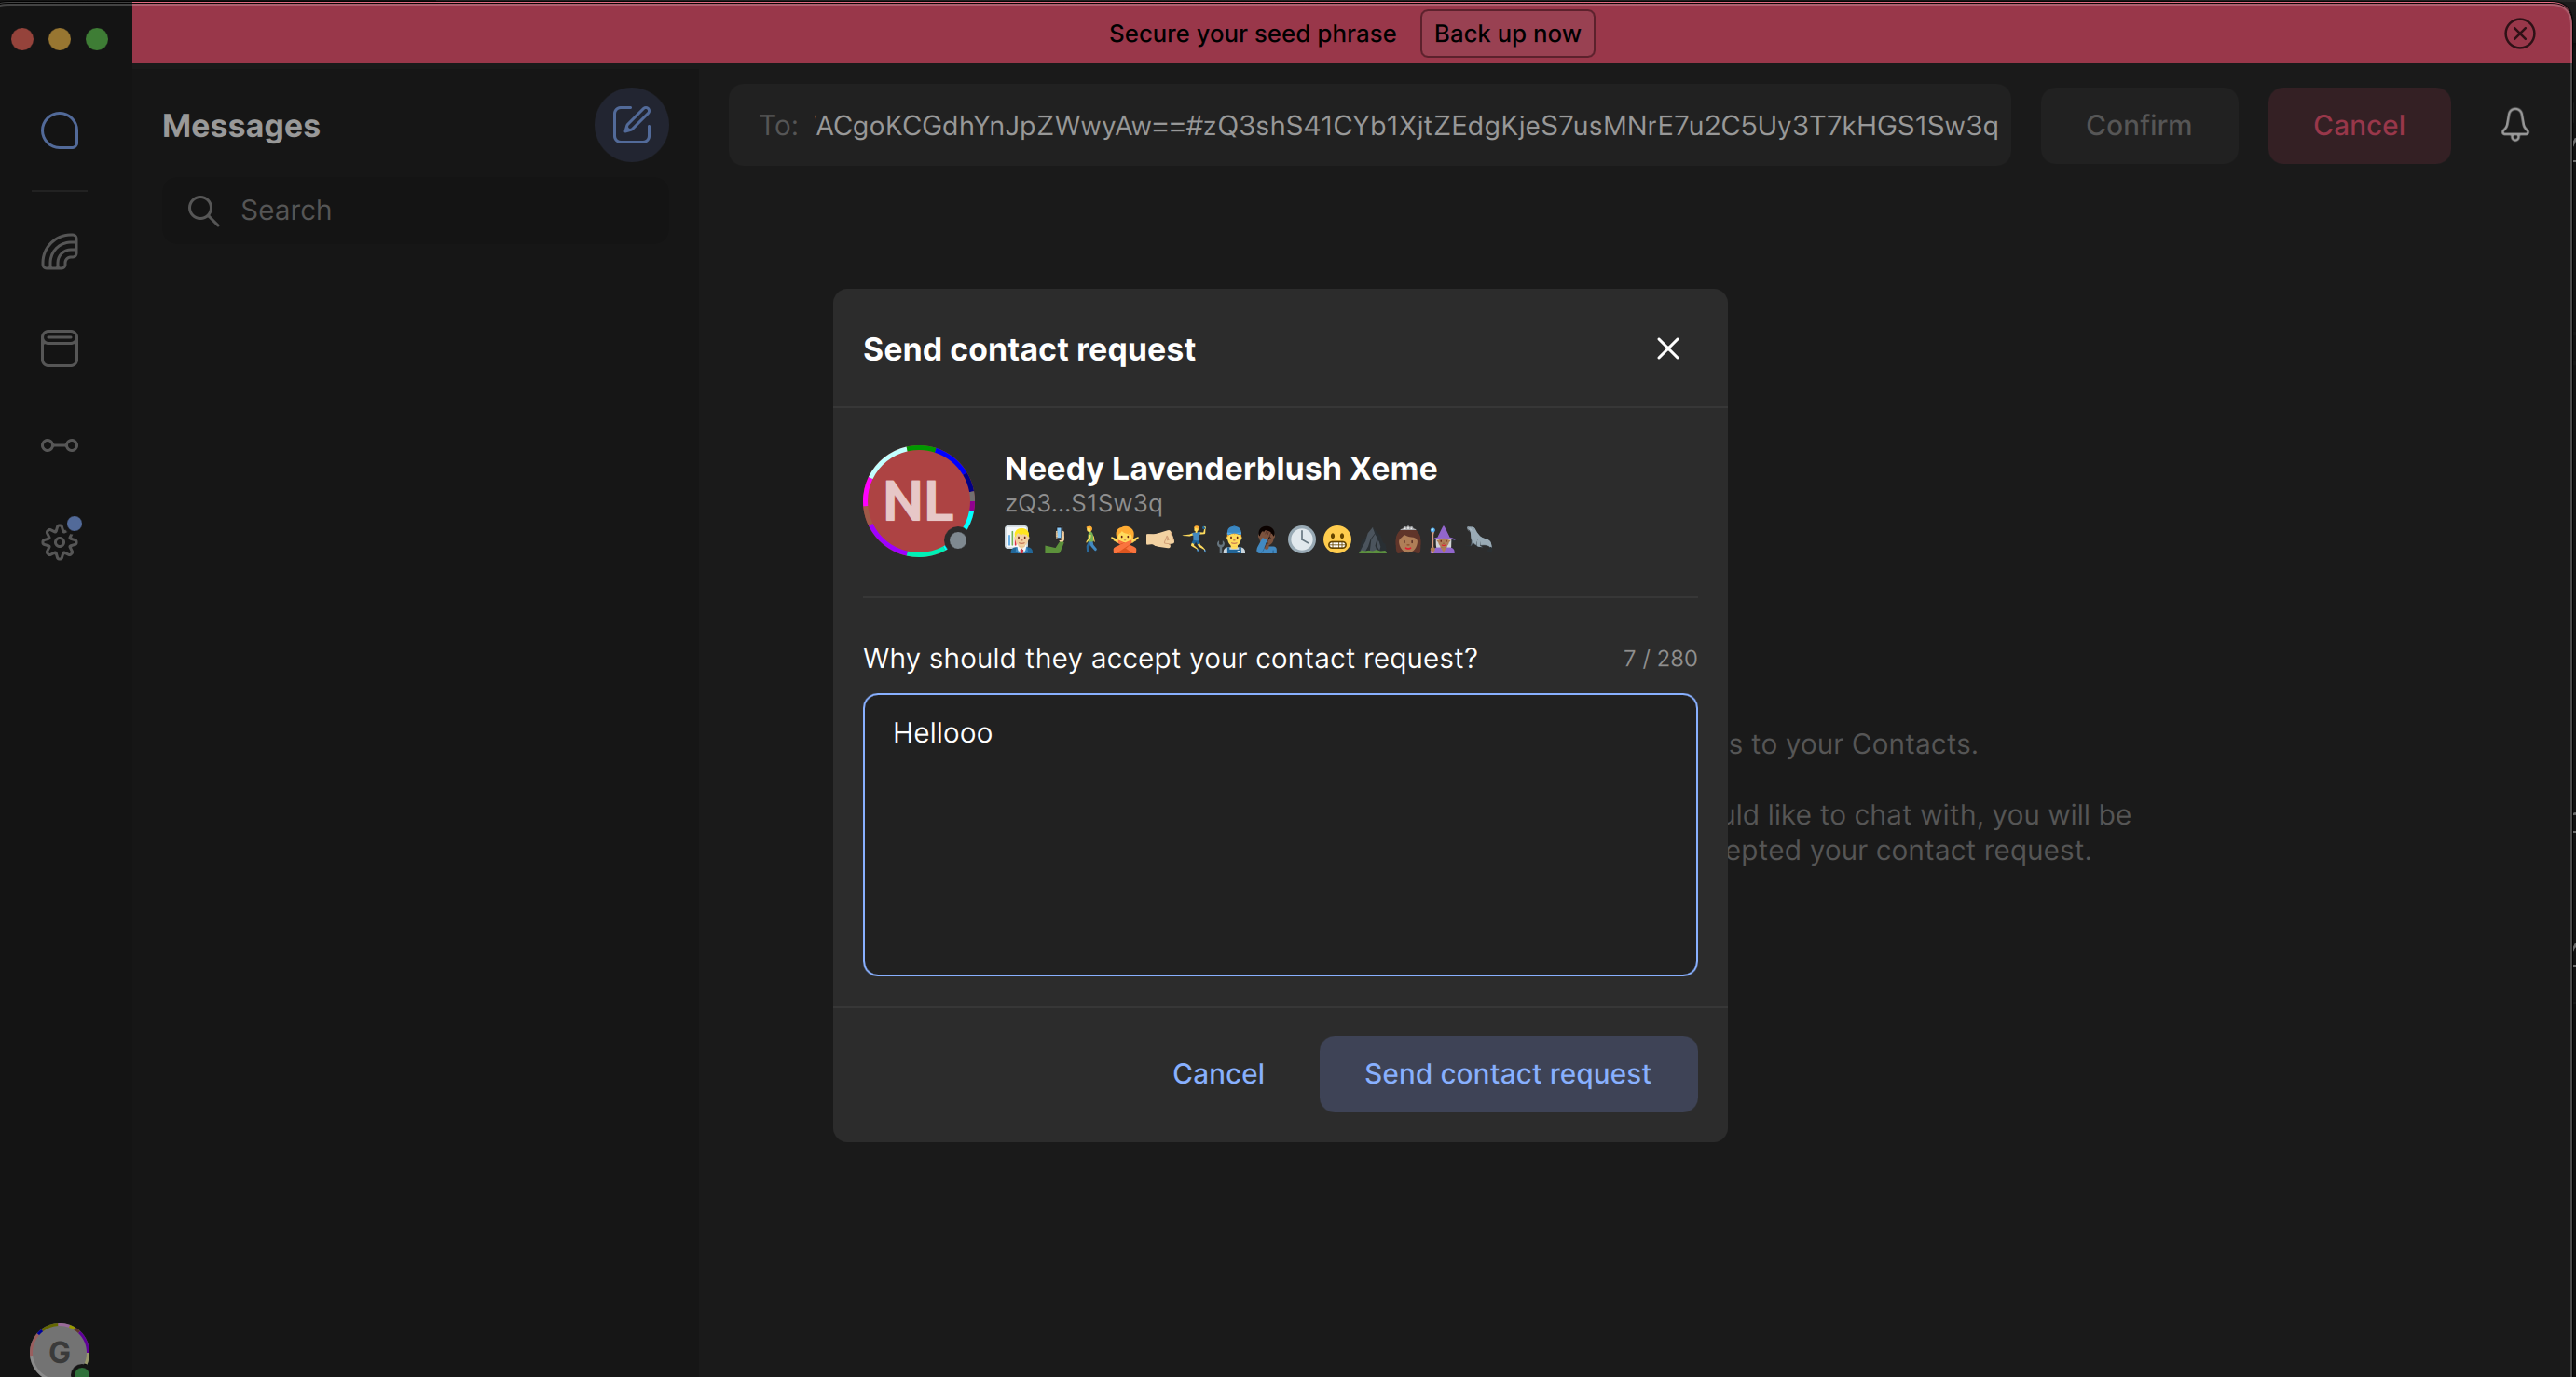 Secure your seed phrase Back up now
Messages
To: ACgoKCGdhYnJpZWwyAw==#zQ3shS41CYb1XjtZEdgKjeS7usMNrE7u2C5Uy3T7kHGS1Sw3q Confirm Cancel
Search
Send contact request
NL
Needy Lavenderblush Xeme
zQ3...S1Sw3q
Why should they accept your contact request? 7 / 280
Hellooo
s to your Contacts.
uld like to chat with, you will be
epted your contact request.
Cancel Send contact request
G